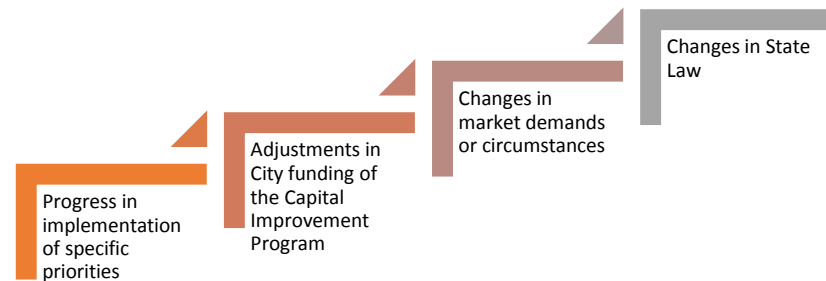 Progress in
implementation
of specific
priorities
Adjustments in
City funding of
the Capital
Improvement
Program
Changes in
market demands
or circumstances
Changes in State
Law